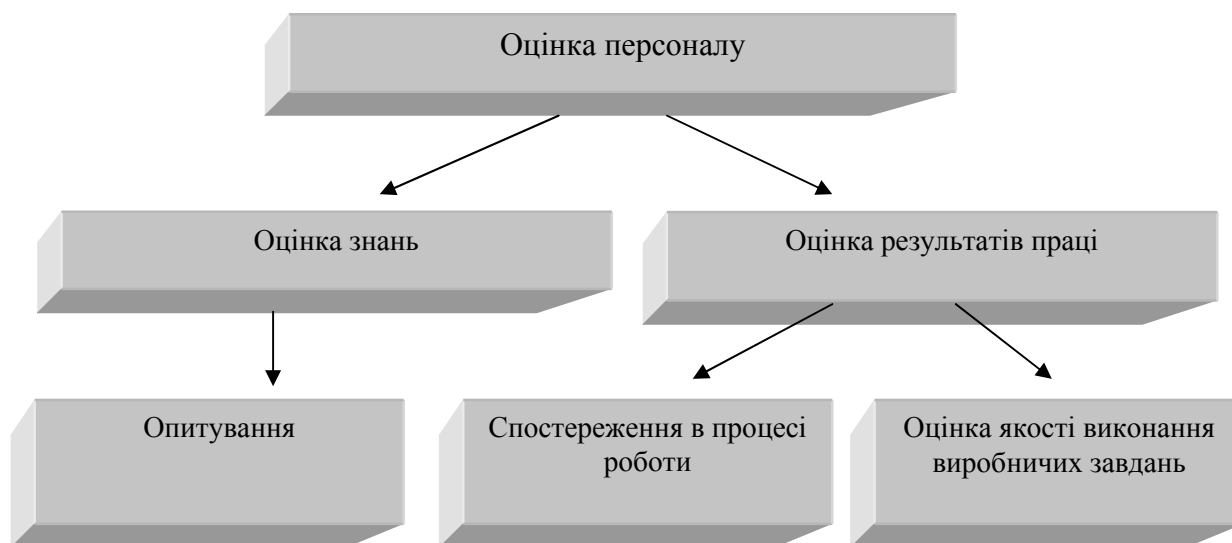 Оцінка персоналу
Оцінка знань
Оцінка результатів праці
Опитування
Спостереження в процесі
роботи
Оцінка якості виконання
виробничих завдань